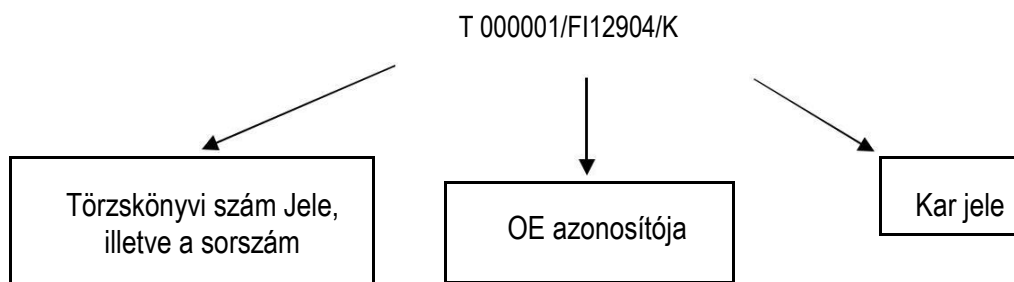 T 000001/FI12904/K
Törzskönyvi szám Jele,
illetve a sorszám
OE azonosítója
Kar jele